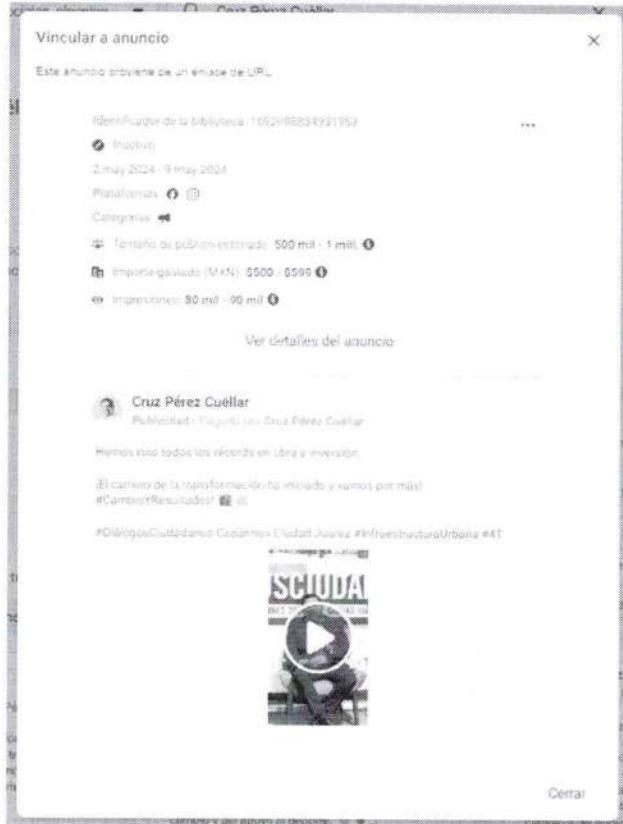 Cruz Pérez Cuéllar
Vincular a anuncio
Este anuncio proviene de un enlace de URL.
Identificador de la biblioteca:
Inactivo
2 may 2024 - 9 may 2024
Plataformas
Categorías
Tamaño de público estimado: 500 mil - 1 mill.
Importe gastado (MXN): $500 - $599
Impresiones: 80 mil - 90 mil
Ver detalles del anuncio
Cruz Pérez Cuéllar
Publicidad • Pagado por Cruz Pérez Cuéllar
Hemos roto todos los récords en obra e inversión
¡El camino de la transformación ha iniciado y vamos por más!
#CambioYResultados!
#DiálogosCiudadanos Ciudad Juárez #InfraestructuraUrbana #4T
SCIUDA
Cerrar